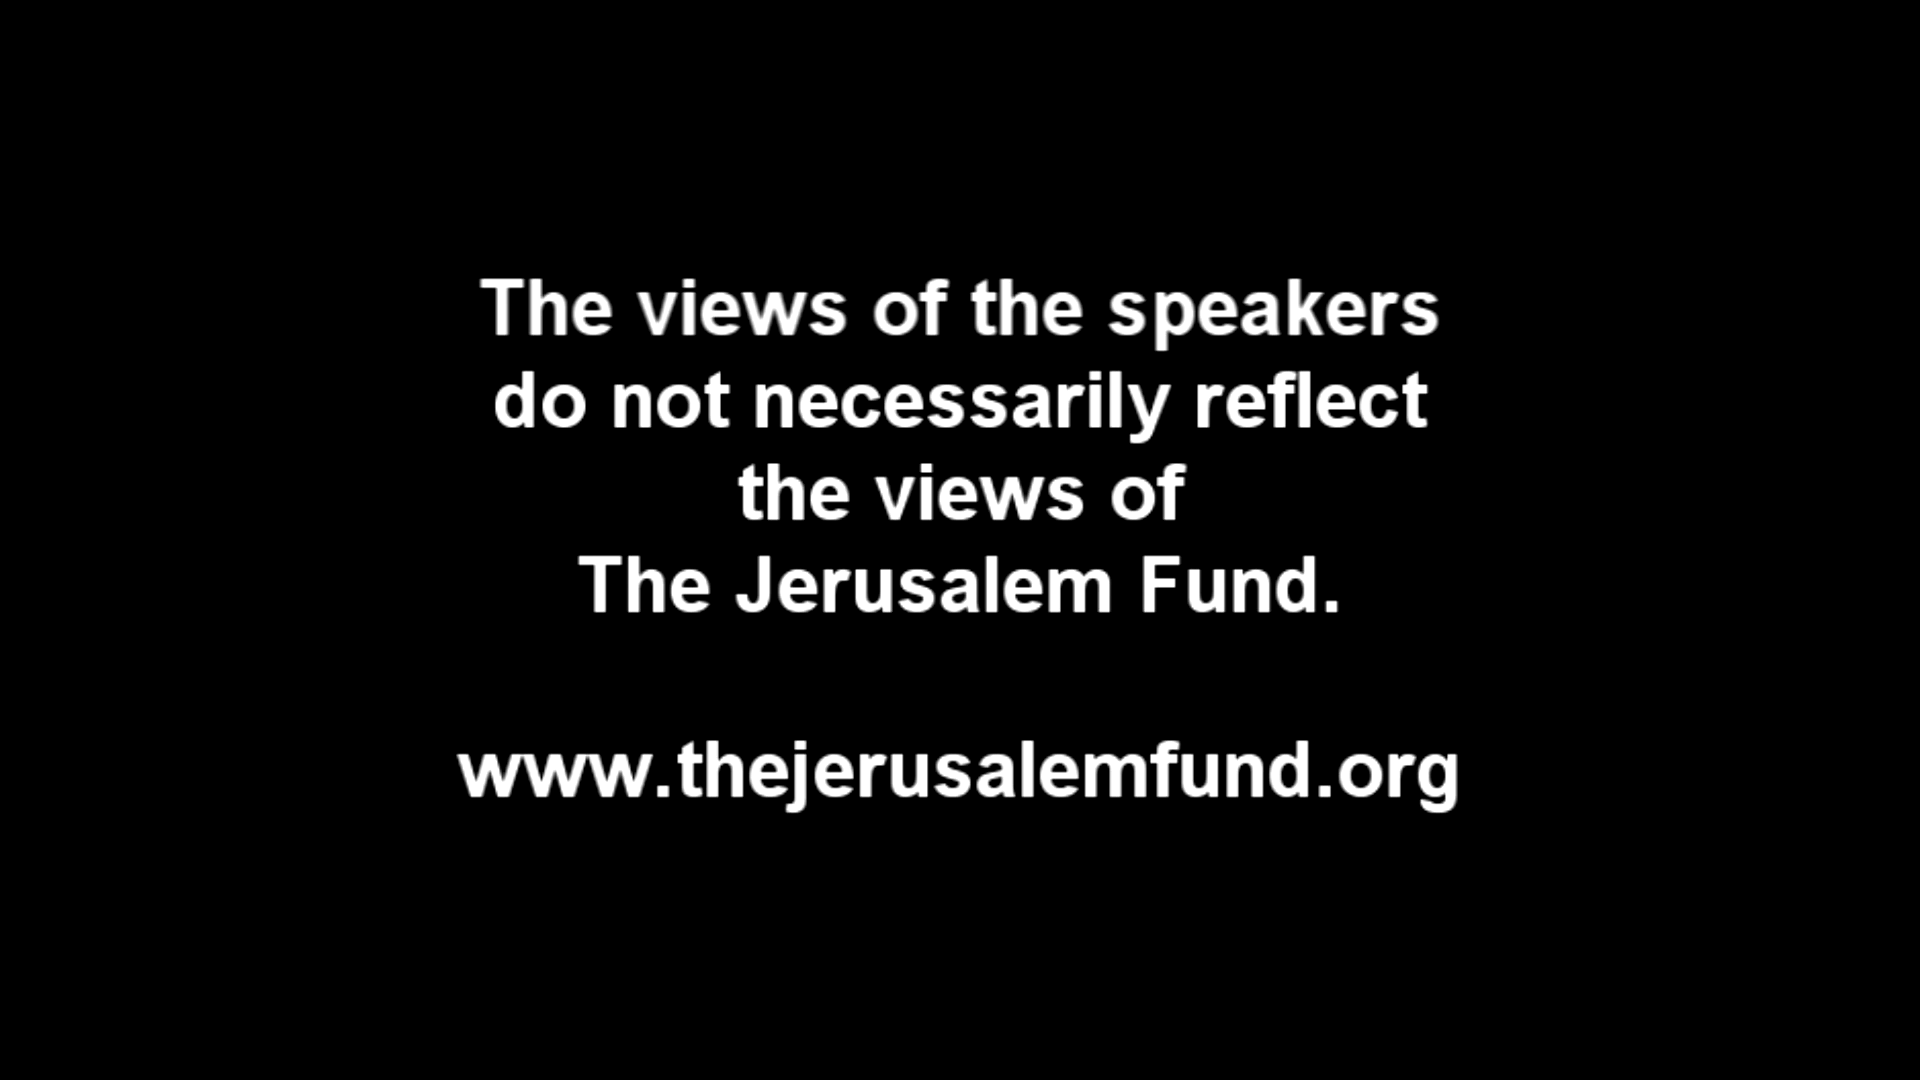 The views of the speakers
do not necessarily reflect
the views of
The Jerusalem Fund.
www.thejerusalemfund.org